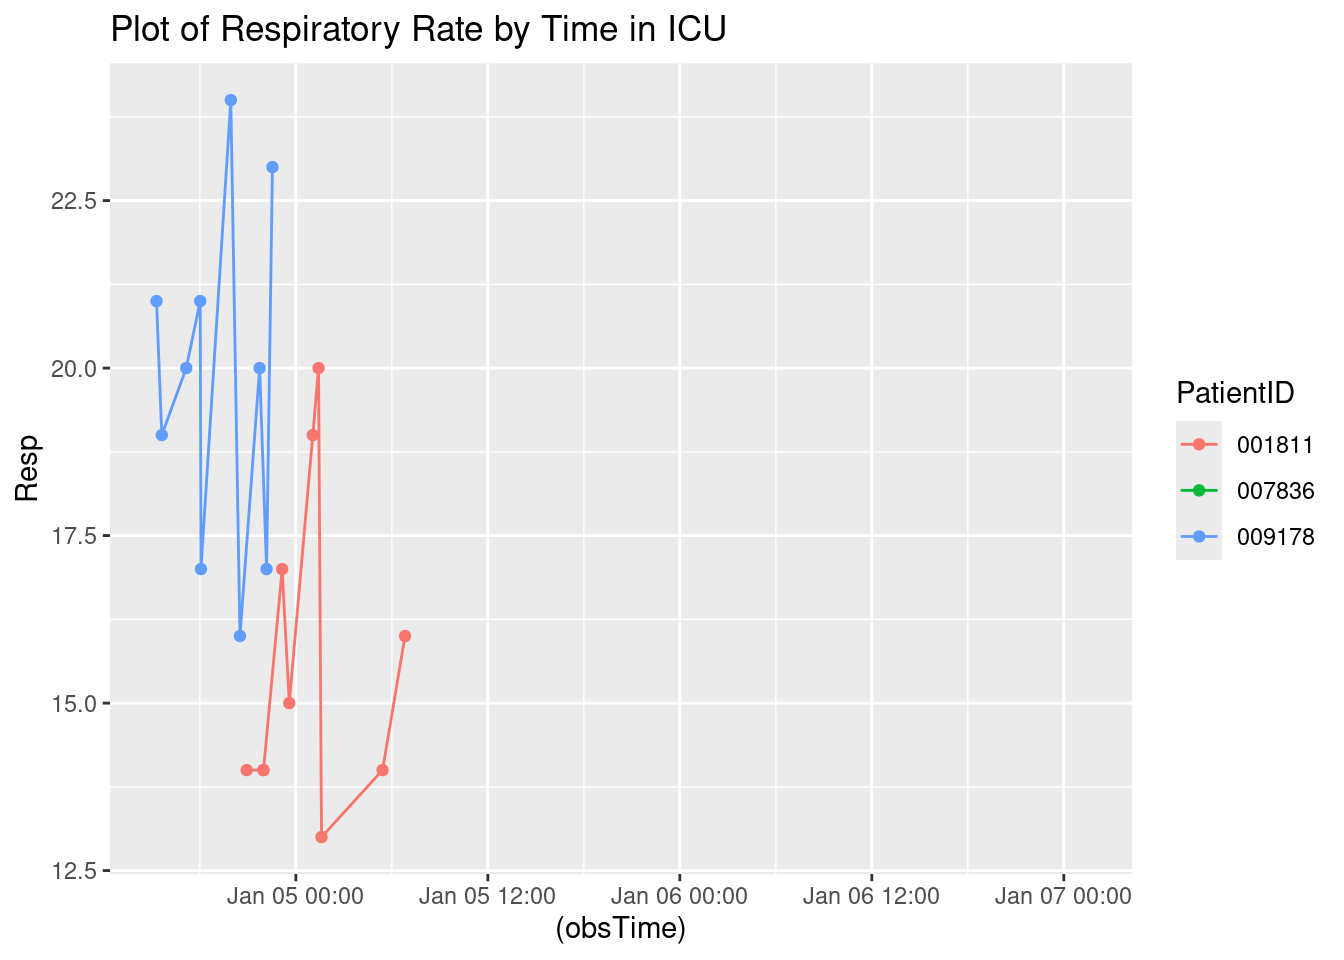 Plot of Respiratory Rate by Time in ICU
22.5
20.0
17.5
15.0
12.5
Resp
Jan 05 00:00 Jan 05 12:00 Jan 06 00:00 Jan 06 12:00 Jan 07 00:00
(obsTime)
PatientID
001811
007836
009178